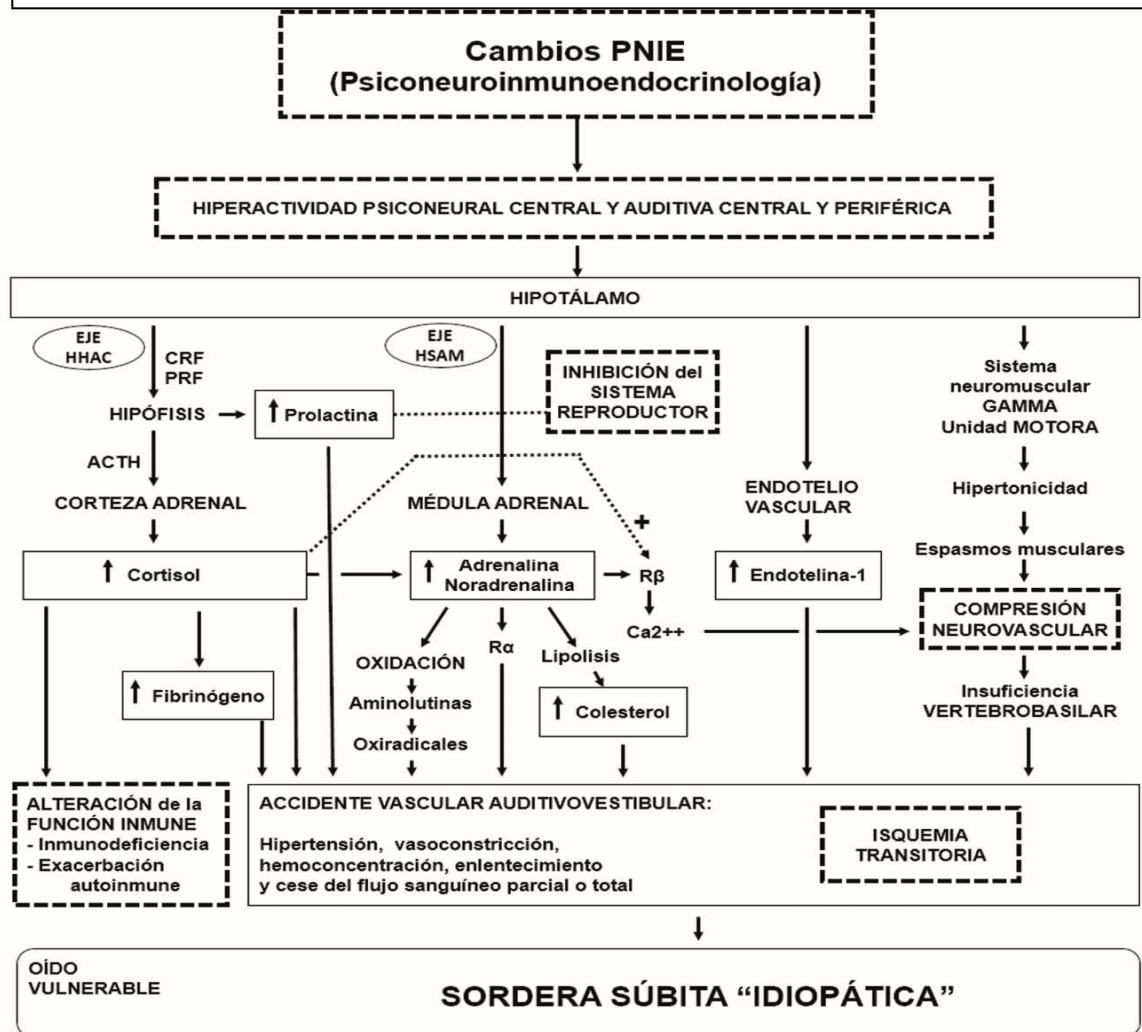 Cambios PNIE
(Psiconeuroinmunoendocrinología)
HIPERACTIVIDAD PSICONEURAL CENTRAL Y AUDITIVA CENTRAL Y PERIFÉRICA
HIPOTÁLAMO
EJE
HHAC
CRF
PRF
HIPÓFISIS
↑ Prolactina
ACTH
CORTEZA ADRENAL
↑ Cortisol
↑ Fibrinógeno
EJE
HSAM
INHIBICIÓN del
SISTEMA
REPRODUCTOR
MÉDULA ADRENAL
↑ Adrenalina
Noradrenalina
+
Rβ
Ca2++
OXIDACIÓN
Aminolutinas
Oxiradicales
Rα
Lipolisis
↑ Colesterol
ENDOTELIO
VASCULAR
↑ Endotelina-1
Sistema
neuromuscular
GAMMA
Unidad MOTORA
Hipertonicidad
Espasmos musculares
COMPRESIÓN
NEUROVASCULAR
Insuficiencia
VERTEBROBASILAR
ALTERACIÓN de la
FUNCIÓN INMUNE
- Inmunodeficiencia
- Exacerbación
autoinmune
ACCIDENTE VASCULAR AUDITIVOVESTIBULAR:
Hipertensión, vasoconstricción,
hemoconcentración, enlentecimiento
y cese del flujo sanguíneo parcial o total
ISQUEMIA
TRANSITORIA
OÍDO
VULNERABLE
SORDERA SÚBITA “IDIOPÁTICA”